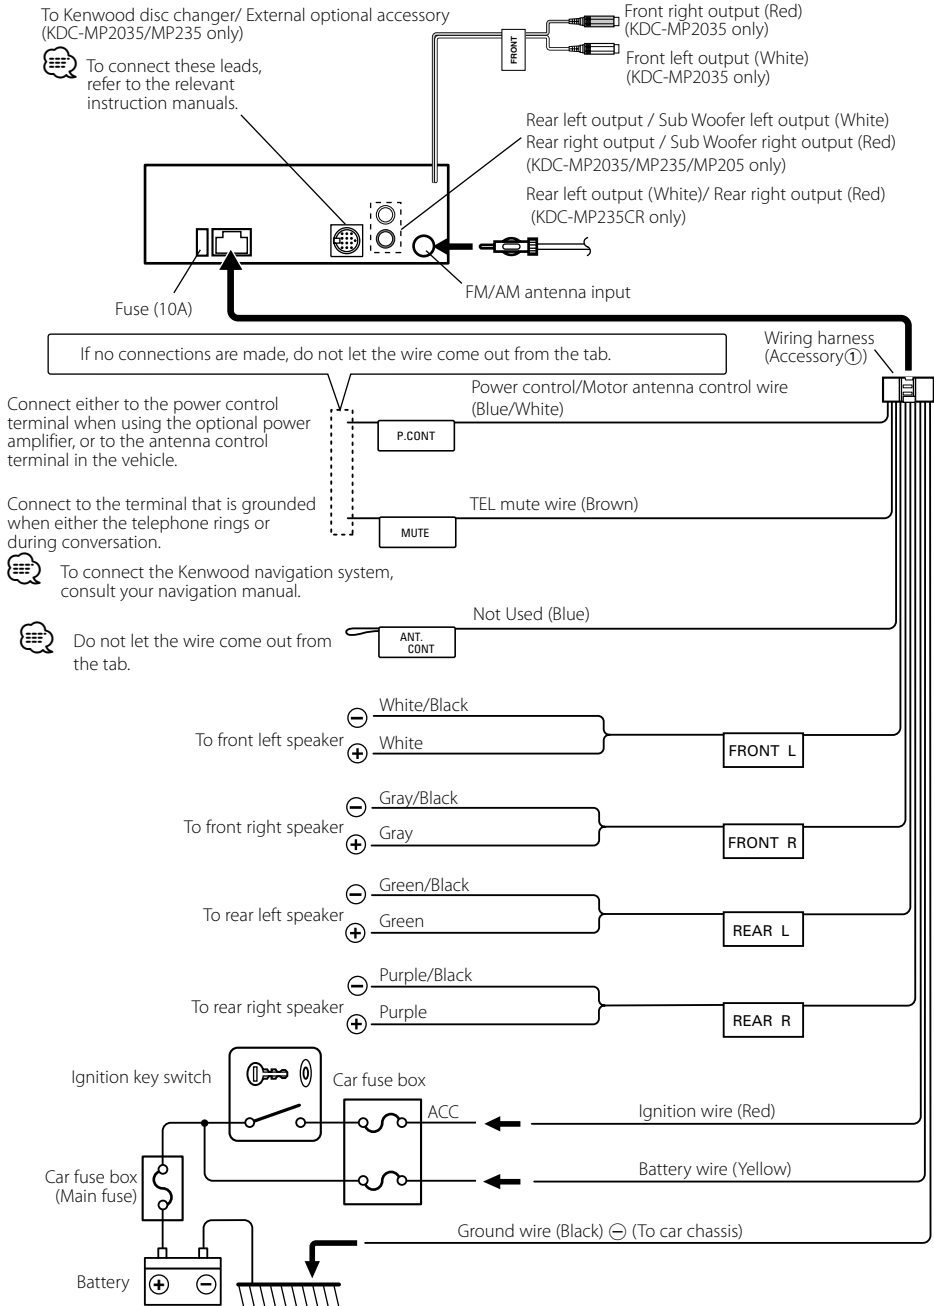 To Kenwood disc changer/ External optional accessory
(KDC-MP2035/MP235 only)
To connect these leads,
refer to the relevant
instruction manuals.
FRONT
Front right output (Red)
(KDC-MP2035 only)
Front left output (White)
(KDC-MP2035 only)
Rear left output / Sub Woofer left output (White)
Rear right output / Sub Woofer right output (Red)
(KDC-MP2035/MP235/MP205 only)
Rear left output (White)/ Rear right output (Red)
(KDC-MP235CR only)
FM/AM antenna input
Fuse (10A)
Wiring harness
(Accessory①)
If no connections are made, do not let the wire come out from the tab.
Connect either to the power control
terminal when using the optional power
amplifier, or to the antenna control
terminal in the vehicle.
Power control/Motor antenna control wire
(Blue/White)
P.CONT
Connect to the terminal that is grounded
when either the telephone rings or
during conversation.
TEL mute wire (Brown)
MUTE
To connect the Kenwood navigation system,
consult your navigation manual.
Not Used (Blue)
ANT.
CONT
Do not let the wire come out from
the tab.
To front left speaker
⊖ White/Black
⊕ White
FRONT L
To front right speaker
⊖ Gray/Black
⊕ Gray
FRONT R
To rear left speaker
⊖ Green/Black
⊕ Green
REAR L
To rear right speaker
⊖ Purple/Black
⊕ Purple
REAR R
Ignition key switch
Car fuse box
ACC
Ignition wire (Red)
Car fuse box
(Main fuse)
Battery wire (Yellow)
Ground wire (Black) ⊖ (To car chassis)
Battery
⊕ ⊖